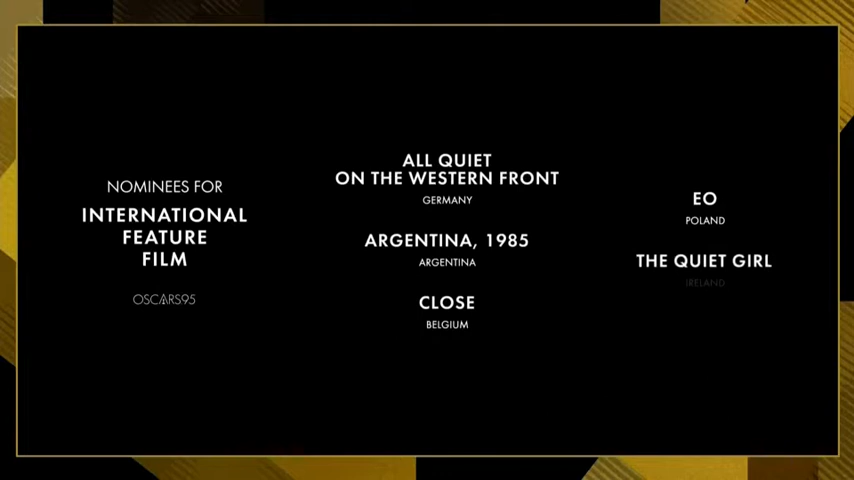 NOMINEES FOR
INTERNATIONAL
FEATURE
FILM
OSCARS95
ALL QUIET
ON THE WESTERN FRONT
GERMANY
ARGENTINA, 1985
ARGENTINA
CLOSE
BELGIUM
EO
POLAND
THE QUIET GIRL
IRELAND